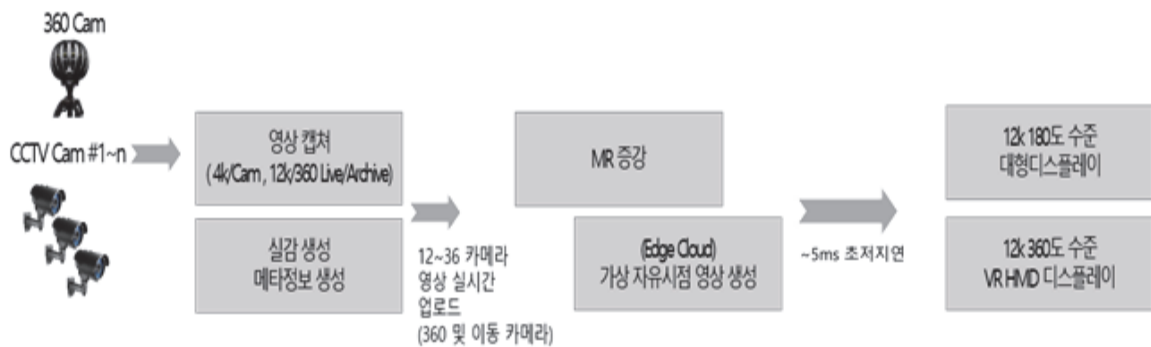 360 Cam
CCTV Cam #1~n
영상 캡쳐
( 4k/Cam , 12k/360 Live/Archive)
실감 생성
메타정보 생성
12~36 카메라
영상 실시간
업로드
(360 및 이동 카메라)
MR 증강
(Edge Cloud)
가상 자유시점 영상 생성
~5ms 초저지연
12k 180도 수준
대형디스플레이
12k 360도 수준
VR HMD 디스플레이